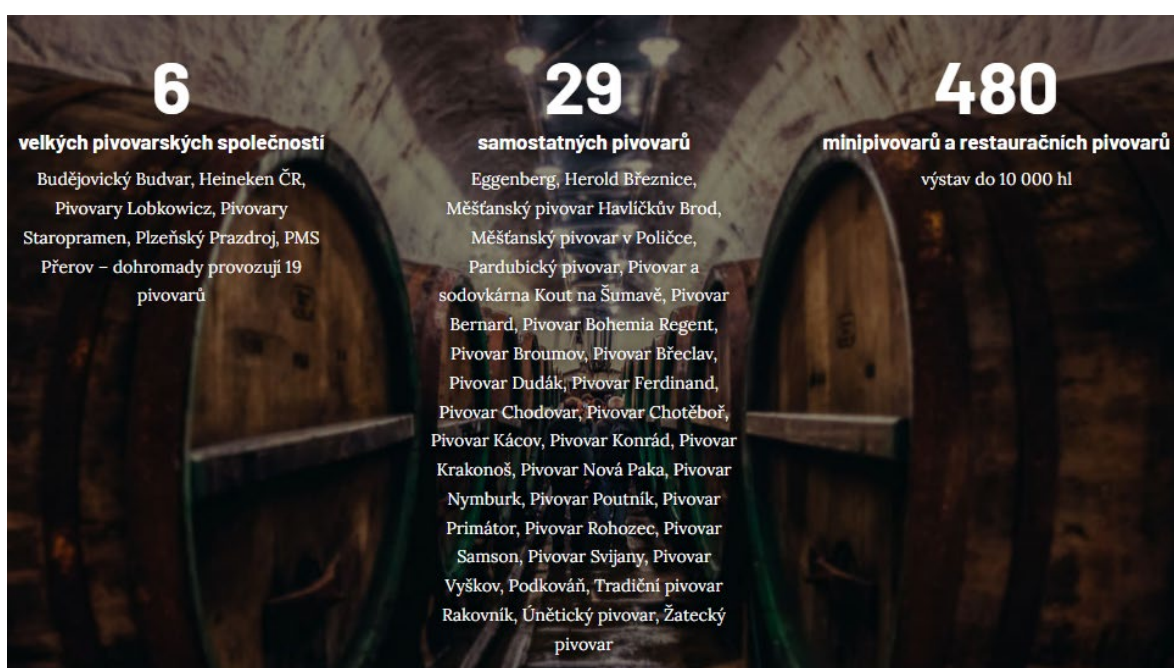 6
velkých pivovarských společností
Budějovický Budvar, Heineken ČR,
Pivovary Lobkowicz, Pivovary
Staropramen, Plzeňský Prazdroj, PMS
Přerov – dohromady provozují 19
pivovarů
29
samostatných pivovarů
Eggenberg, Herold Březnice,
Měšťanský pivovar Havlíčkův Brod,
Měšťanský pivovar v Poličce,
Pardubický pivovar, Pivovar a
sodovkárna Kout na Šumavě, Pivovar
Bernard, Pivovar Bohemia Regent,
Pivovar Broumov, Pivovar Břeclav,
Pivovar Dudák, Pivovar Ferdinand,
Pivovar Chodovar, Pivovar Chotěboř,
Pivovar Kácov, Pivovar Konrád, Pivovar
Krakonoš, Pivovar Nová Paka, Pivovar
Nymburk, Pivovar Poutník, Pivovar
Primátor, Pivovar Rohozec, Pivovar
Samson, Pivovar Svijany, Pivovar
Vyškov, Podkováň, Tradiční pivovar
Rakovník, Únětický pivovar, Žatecký
pivovar
480
minipivovarů a restauračních pivovarů
výstav do 10 000 hl